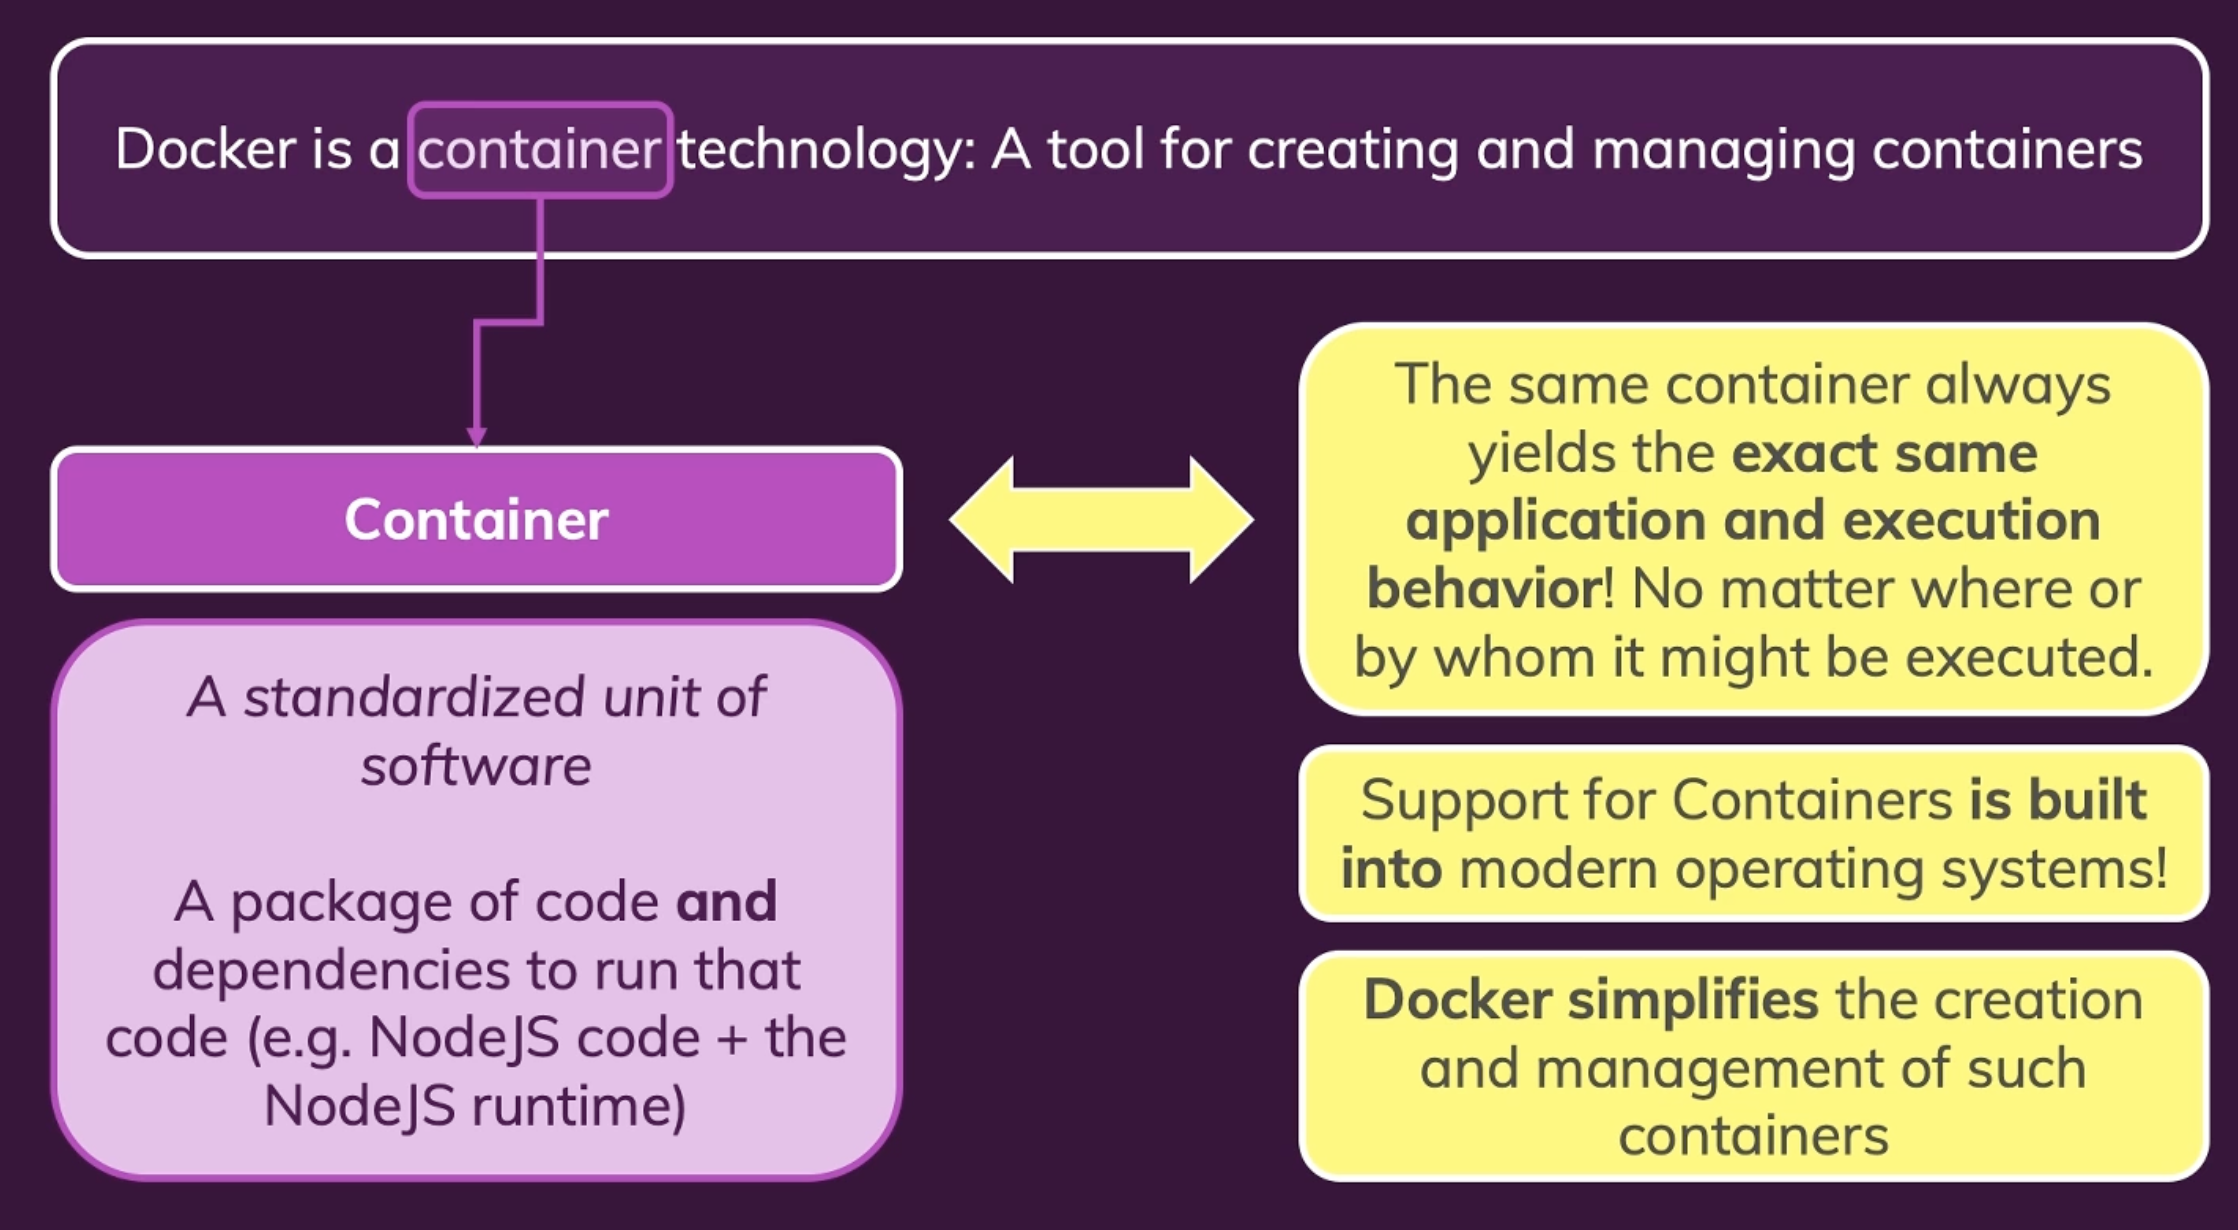 Docker is a container technology: A tool for creating and managing containers
Container
A standardized unit of
software
A package of code and
dependencies to run that
code (e.g. NodeJS code + the
NodeJS runtime)
The same container always
yields the exact same
application and execution
behavior! No matter where or
by whom it might be executed.
Support for Containers is built
into modern operating systems!
Docker simplifies the creation
and management of such
containers